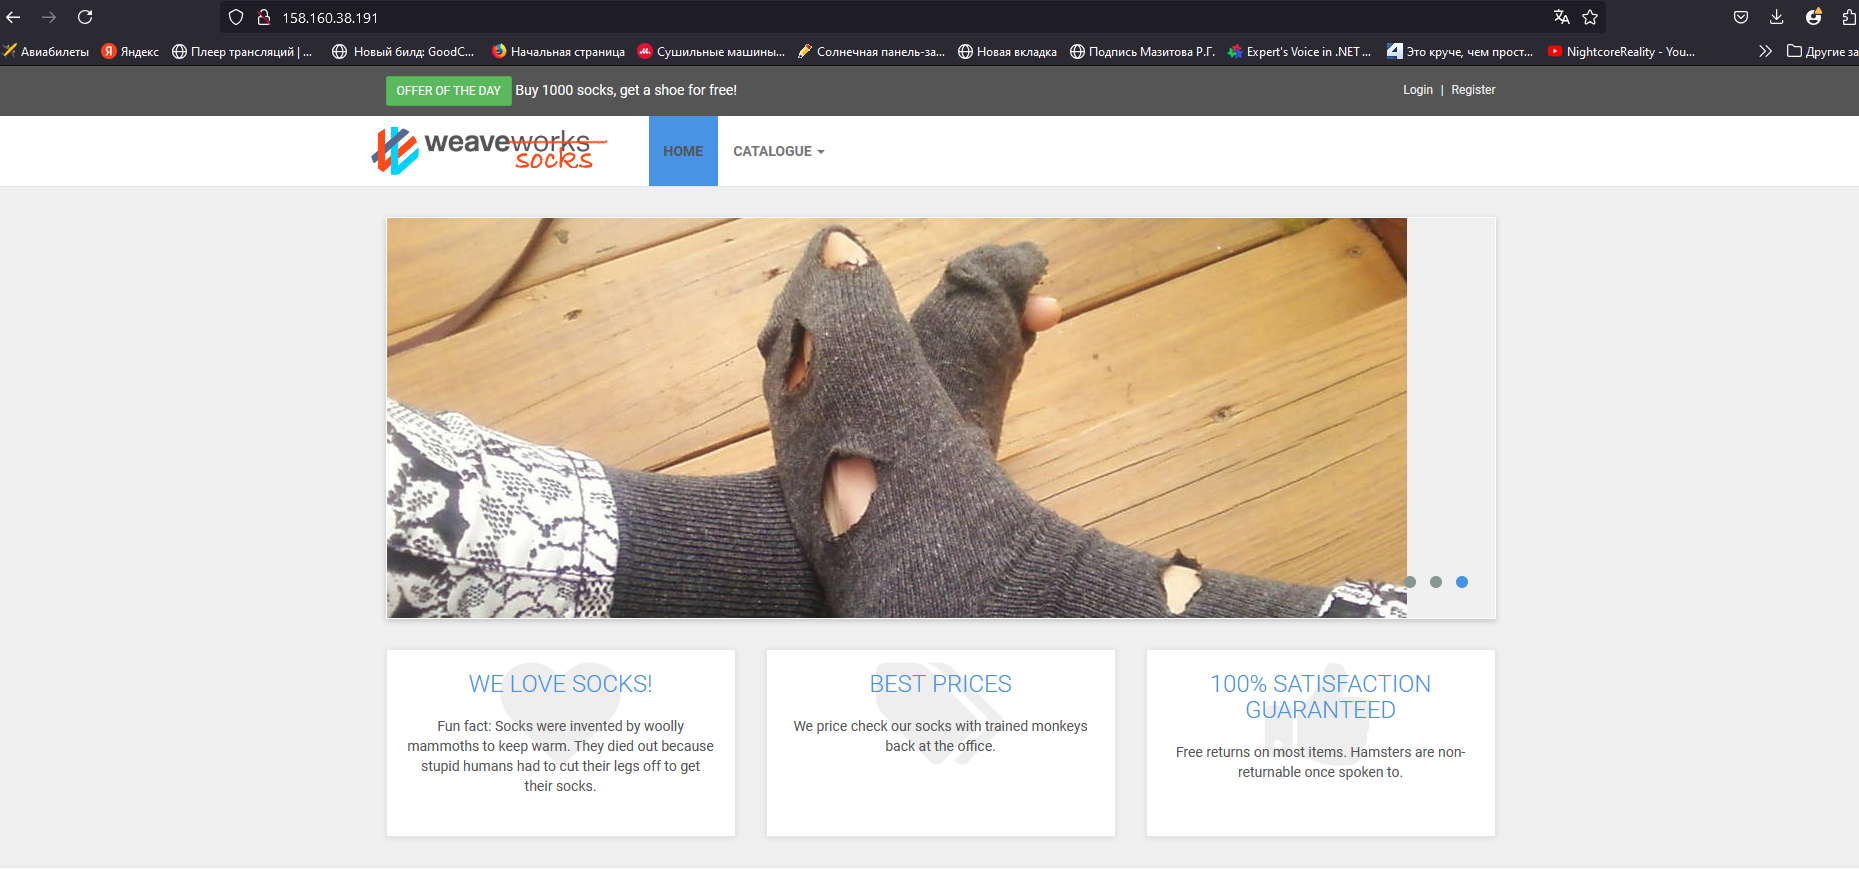 158.160.38.191
Авиабилеты Яндекс Плеер трансляций | ... Новый билд: GoodC... Начальная страница Сушильные машины... Солнечная панель-за... Новая вкладка Подпись Мазитова Р.Г. Expert's Voice in .NET ... Это круче, чем прост... NightcoreReality - You... Другие за
OFFER OF THE DAY Buy 1000 socks, get a shoe for free! Login | Register
weaveworks
socks
HOME CATALOGUE
WE LOVE SOCKS!
Fun fact: Socks were invented by woolly
mammoths to keep warm. They died out because
stupid humans had to cut their legs off to get
their socks.
BEST PRICES
We price check our socks with trained monkeys
back at the office.
100% SATISFACTION
GUARANTEED
Free returns on most items. Hamsters are non-
returnable once spoken to.